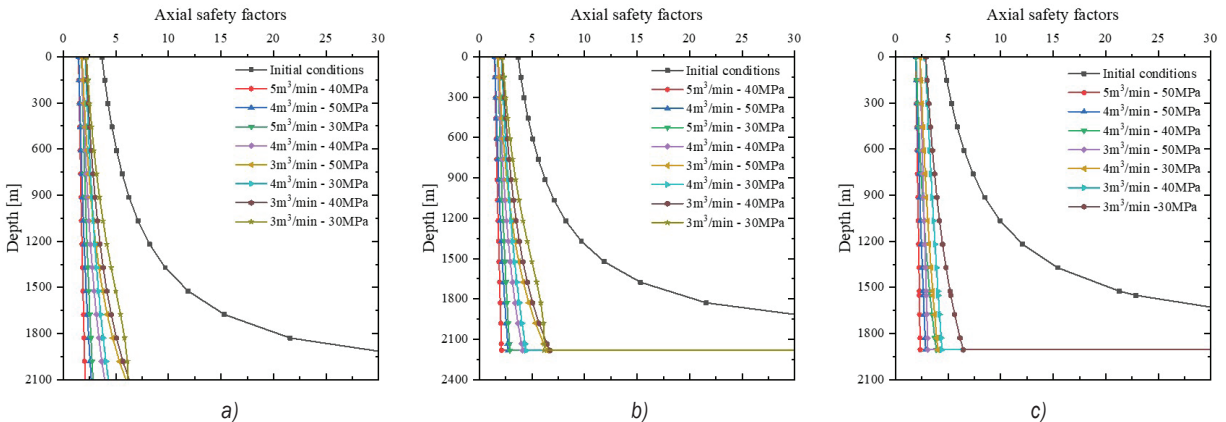 Axial safety factors
0 5 10 15 20 25 30
Depth [m]
0
300
600
900
1200
1500
1800
2100
Initial conditions
5m³/min - 40MPa
4m³/min - 50MPa
5m³/min - 30MPa
4m³/min - 40MPa
3m³/min - 50MPa
4m³/min - 30MPa
3m³/min - 40MPa
3m³/min - 30MPa
a)
Axial safety factors
0 5 10 15 20 25 30
Depth [m]
0
300
600
900
1200
1500
1800
2100
2400
Initial conditions
5m³/min - 40MPa
4m³/min - 50MPa
5m³/min - 30MPa
4m³/min - 40MPa
3m³/min - 50MPa
4m³/min - 30MPa
3m³/min - 40MPa
3m³/min - 30MPa
b)
Axial safety factors
0 5 10 15 20 25 30
Depth [m]
0
300
600
900
1200
1500
1800
2100
Initial conditions
5m³/min - 50MPa
4m³/min - 50MPa
4m³/min - 40MPa
3m³/min - 50MPa
4m³/min - 30MPa
3m³/min - 40MPa
3m³/min -30MPa
c)